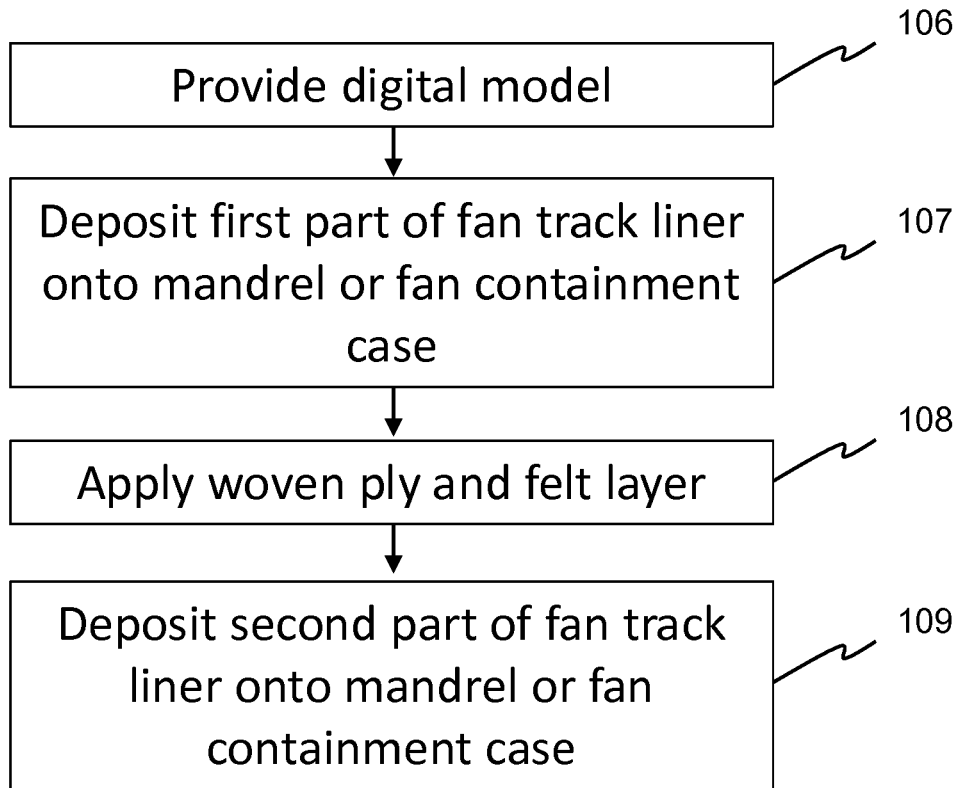 106
Provide digital model
107
Deposit first part of fan track liner
onto mandrel or fan containment
case
108
Apply woven ply and felt layer
109
Deposit second part of fan track
liner onto mandrel or fan
containment case